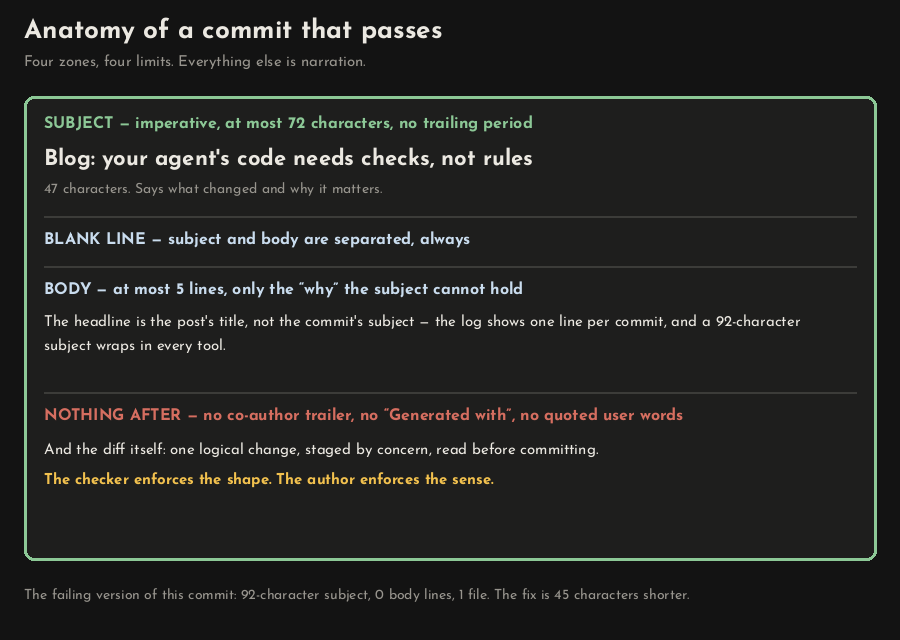 Anatomy of a commit that passes
Four zones, four limits. Everything else is narration.
SUBJECT — imperative, at most 72 characters, no trailing period
Blog: your agent's code needs checks, not rules
47 characters. Says what changed and why it matters.
BLANK LINE — subject and body are separated, always
BODY — at most 5 lines, only the “why” the subject cannot hold
The headline is the post's title, not the commit's subject — the log shows one line per commit, and a 92-character
subject wraps in every tool.
NOTHING AFTER — no co-author trailer, no “Generated with”, no quoted user words
And the diff itself: one logical change, staged by concern, read before committing.
The checker enforces the shape. The author enforces the sense.
The failing version of this commit: 92-character subject, 0 body lines, 1 file. The fix is 45 characters shorter.